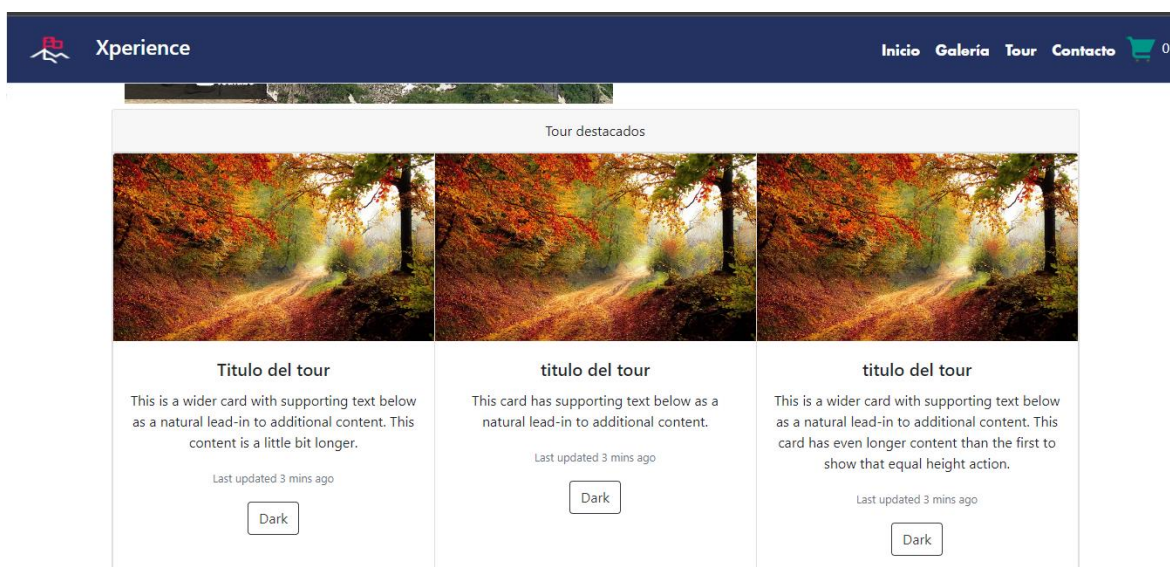 Xperience
Inicio Galería Tour Contacto 0
Tour destacados
Titulo del tour
This is a wider card with supporting text below
as a natural lead-in to additional content. This
content is a little bit longer.
Last updated 3 mins ago
Dark
titulo del tour
This card has supporting text below as a
natural lead-in to additional content.
Last updated 3 mins ago
Dark
titulo del tour
This is a wider card with supporting text below
as a natural lead-in to additional content. This
card has even longer content than the first to
show that equal height action.
Last updated 3 mins ago
Dark